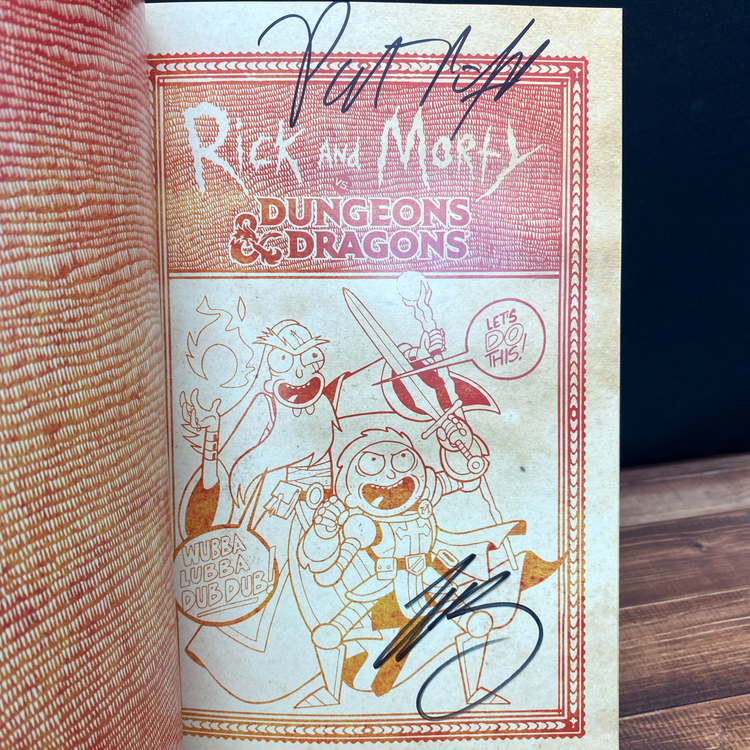 Rick and Morty
vs.
Dungeons
& Dragons
LET'S
DO
THIS!
WUBBA
LUBBA
DUB DUB!